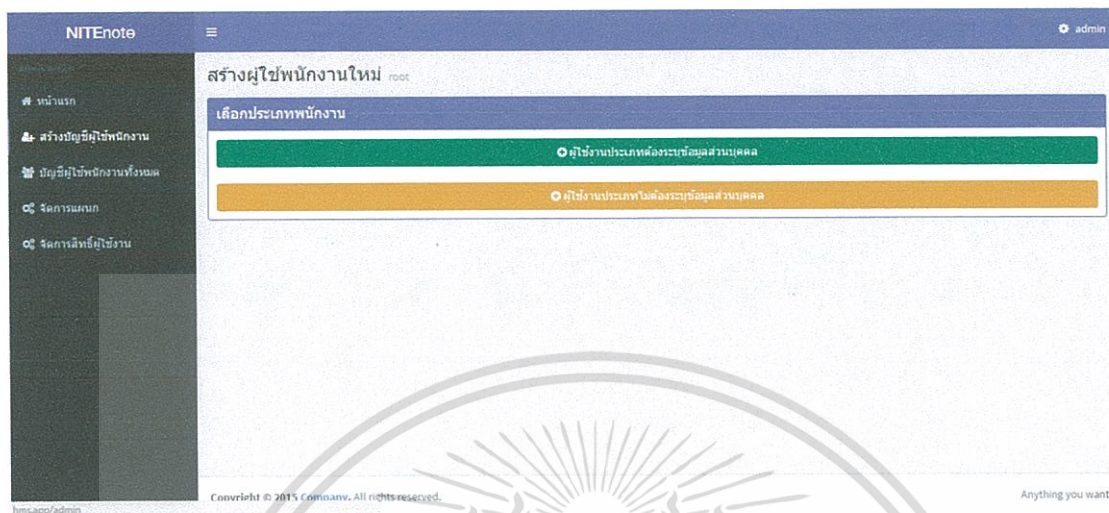 NITEnote
admin
สร้างผู้ใช้พนักงานใหม่ root
หน้าแรก
เลือกประเภทพนักงาน
สร้างบัญชีผู้ใช้พนักงาน
ผู้ใช้งานประเภทต้องระบุข้อมูลส่วนบุคคล
บัญชีผู้ใช้พนักงานทั้งหมด
ผู้ใช้งานประเภทไม่ต้องระบุข้อมูลส่วนบุคคล
จัดการแผนก
จัดการสิทธิ์ผู้ใช้งาน
Copyright © 2015 Company. All rights reserved.
Anything you want
hms.app/admin